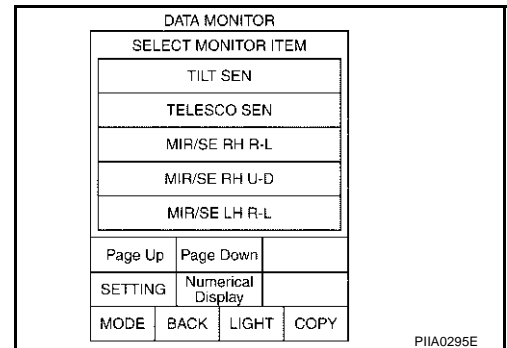 DATA MONITOR
SELECT MONITOR ITEM
TILT SEN
TELESCO SEN
MIR/SE RH R-L
MIR/SE RH U-D
MIR/SE LH R-L
Page Up Page Down
SETTING Numerical Display
MODE BACK LIGHT COPY
PIIA0295E